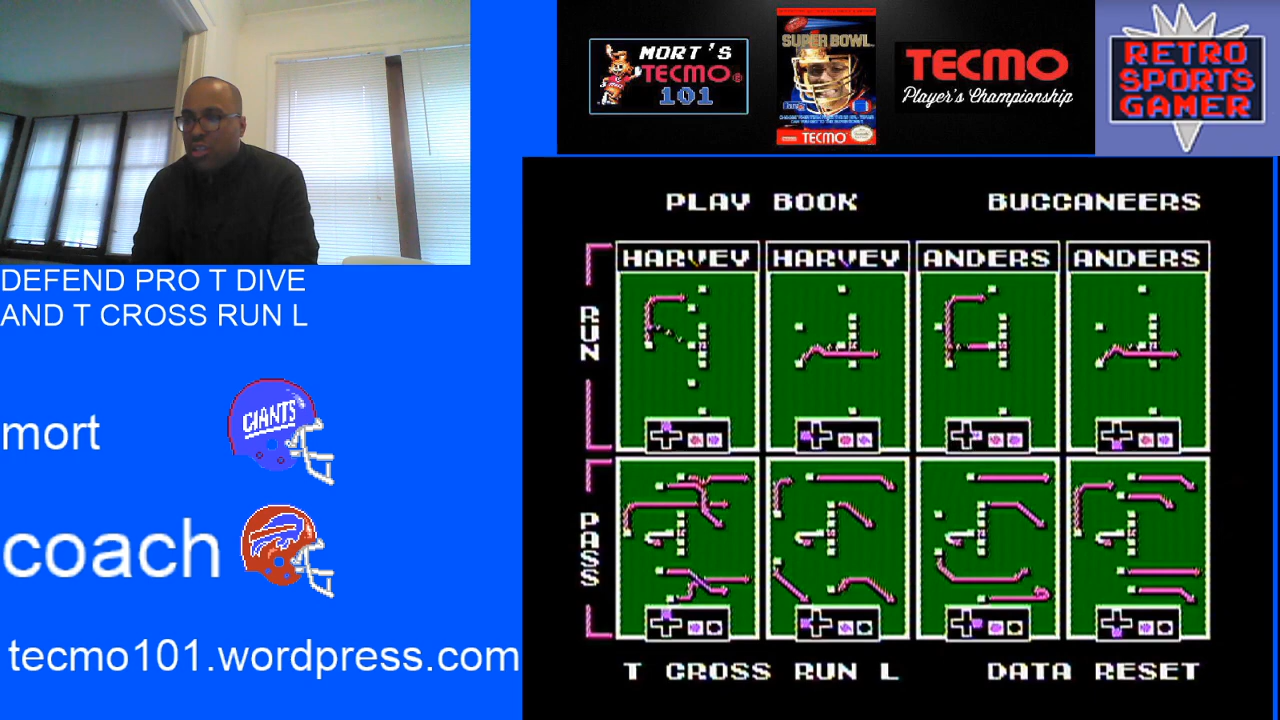 MORT'S
TECMO®
101
SUPER BOWL
TECMO
TECMO
Player's Championship
RETRO
SPORTS
GAMER
DEFEND PRO T DIVE
AND T CROSS RUN L
mort
GIANTS
coach
tecmo101.wordpress.com
PLAY BOOK
BUCCANEERS
HARVEY
HARVEY
ANDERS
ANDERS
RUN
PASS
T CROSS RUN L
DATA RESET